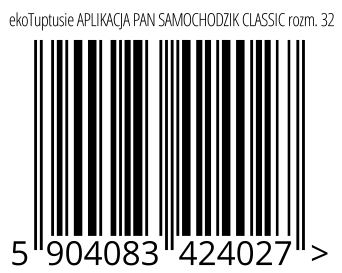 ekoTuptusie APLIKACJA PAN SAMOCHODZIK CLASSIC rozm. 32
5 904083 424027 >